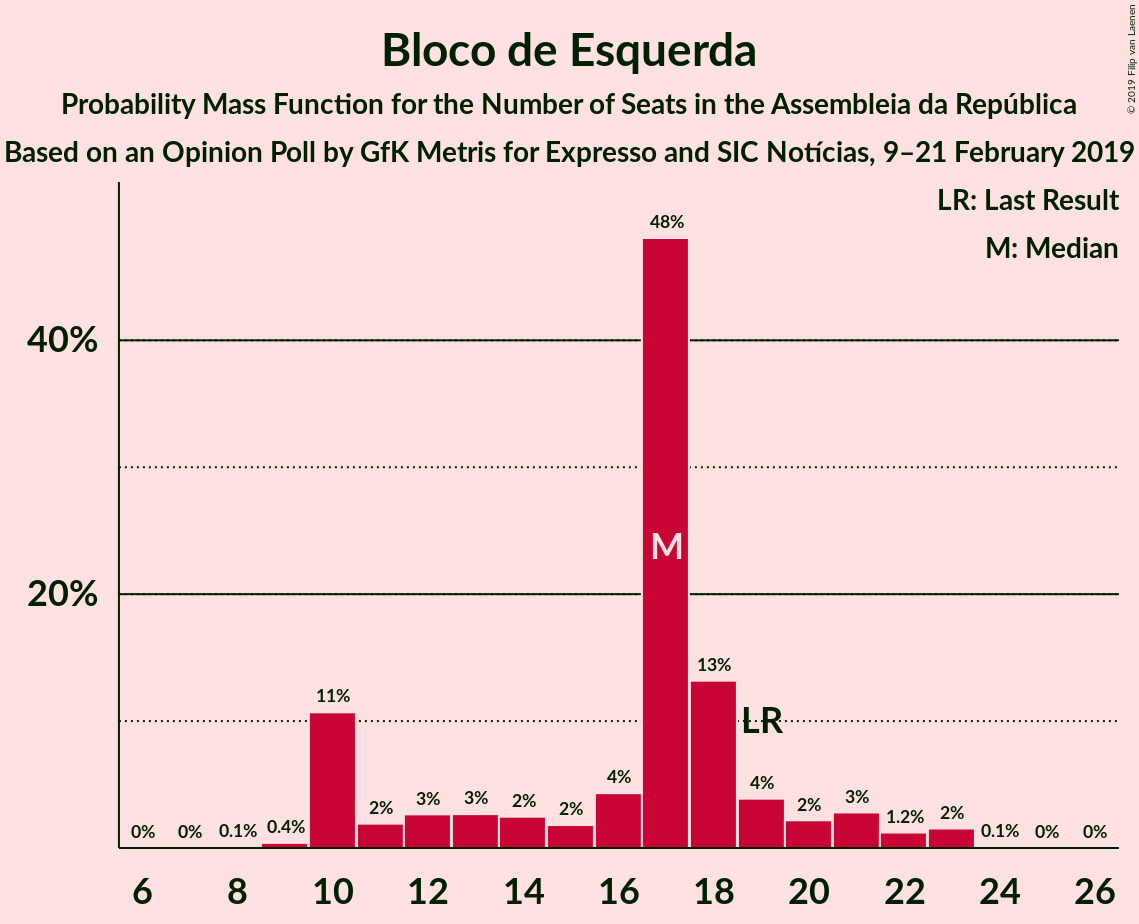 Bloco de Esquerda
Probability Mass Function for the Number of Seats in the Assembleia da República
Based on an Opinion Poll by GfK Metris for Expresso and SIC Notícias, 9–21 February 2019
© 2019 Filip van Laenen
LR: Last Result
M: Median
48%
40%
M
20%
13%
11%
LR
4%
4%
3%
3%
3%
2%
2%
2%
2%
2%
1.2%
0.4%
0.1%
0.1%
0%
0%
0%
0%
6 8 10 12 14 16 18 20 22 24 26